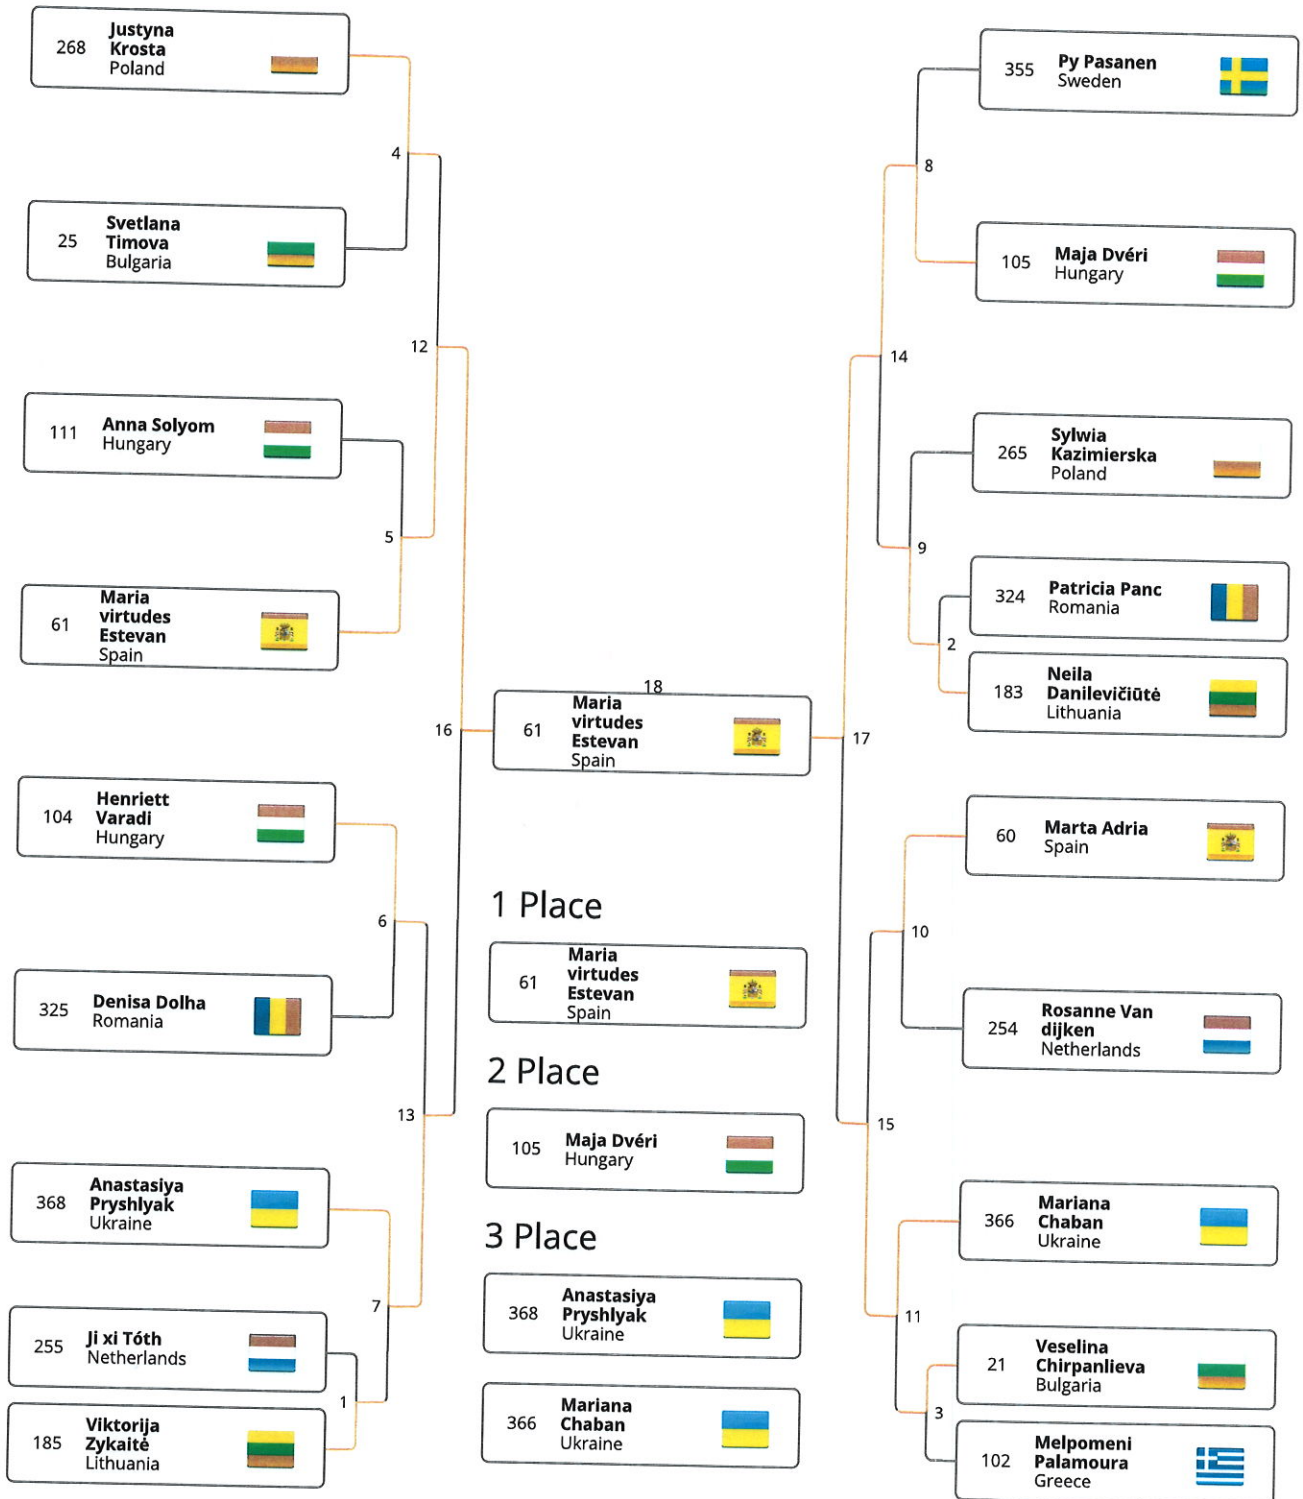 268
Justyna
Krosta
Poland
4
25
Svetlana
Timova
Bulgaria
12
111
Anna Solyom
Hungary
5
61
Maria
virtudes
Estevan
Spain
16
104
Henriett
Varadi
Hungary
6
325
Denisa Dolha
Romania
13
368
Anastasiya
Pryshlyak
Ukraine
7
255
Ji xi Tóth
Netherlands
1
185
Viktorija
Zykaitė
Lithuania
18
61
Maria
virtudes
Estevan
Spain
1 Place
61
Maria
virtudes
Estevan
Spain
2 Place
105
Maja Dvéri
Hungary
3 Place
368
Anastasiya
Pryshlyak
Ukraine
366
Mariana
Chaban
Ukraine
355
Py Pasanen
Sweden
8
105
Maja Dvéri
Hungary
14
265
Sylwia
Kazimierska
Poland
9
324
Patricia Panc
Romania
2
183
Neila
Danilevičiūtė
Lithuania
17
60
Marta Adria
Spain
10
254
Rosanne Van
dijken
Netherlands
15
366
Mariana
Chaban
Ukraine
11
21
Veselina
Chirpanlieva
Bulgaria
3
102
Melpomeni
Palamoura
Greece